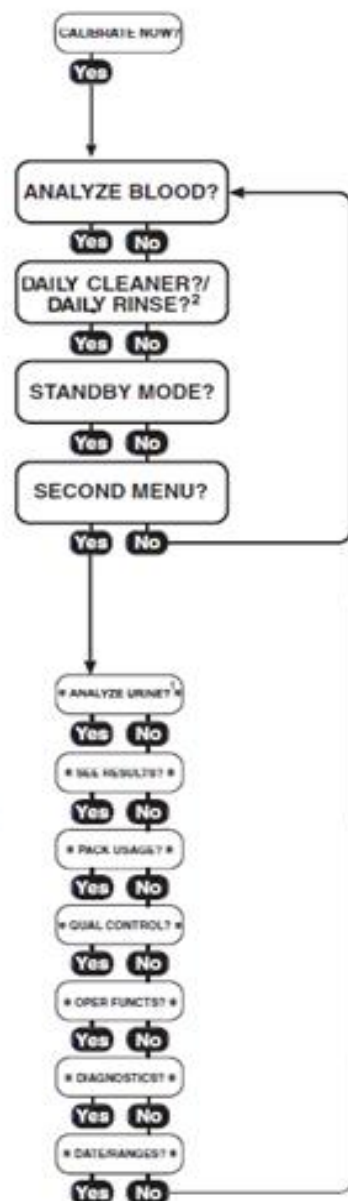 CALIBRATE NOW?
Yes
ANALYZE BLOOD?
Yes No
DAILY CLEANER?/
DAILY RINSE?²
Yes No
STANDBY MODE?
Yes No
SECOND MENU?
Yes No
* ANALYZE URINE?¹ *
Yes No
* SEE RESULTS? *
Yes No
* PACK USAGE? *
Yes No
* QUAL CONTROL? *
Yes No
* OPER FUNCTS? *
Yes No
* DIAGNOSTICS? *
Yes No
* DATE/RANGES? *
Yes No